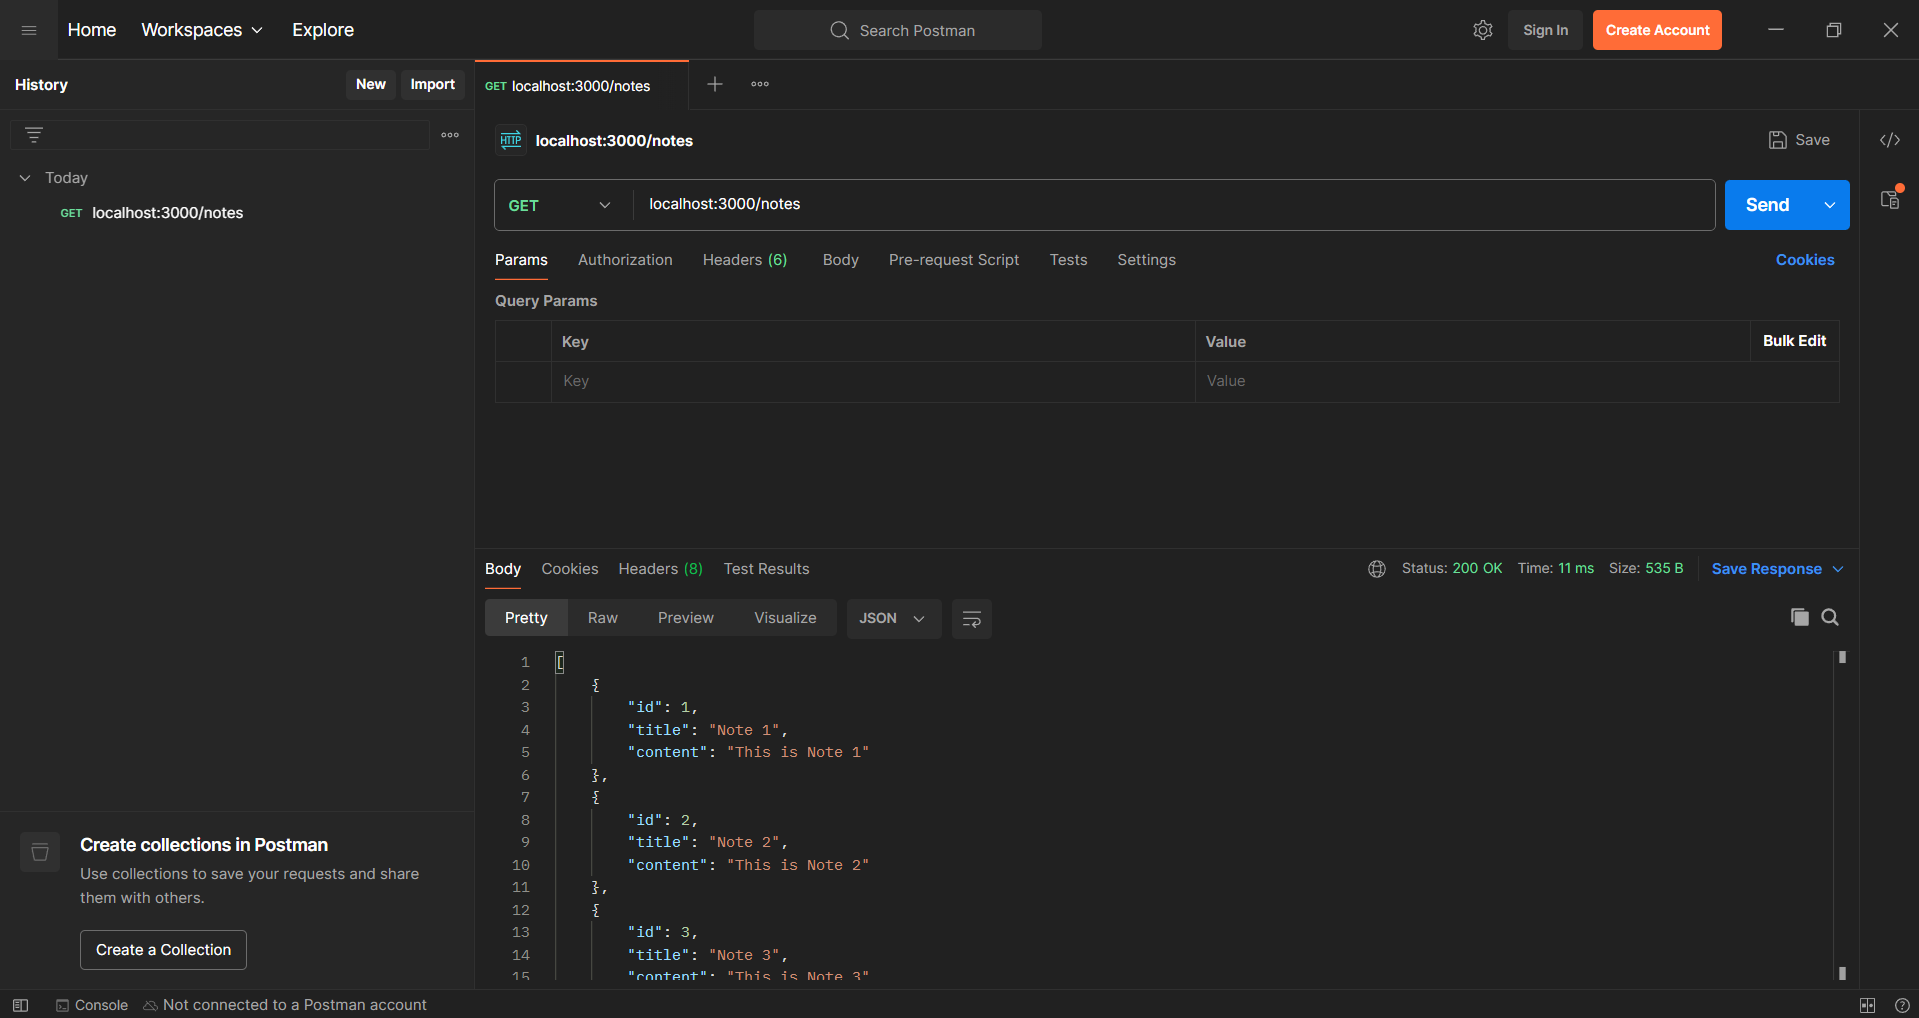 Home Workspaces Explore Search Postman Sign In Create Account
History New Import GET localhost:3000/notes
HTTP localhost:3000/notes Save
Today
GET localhost:3000/notes
GET localhost:3000/notes Send
Params Authorization Headers (6) Body Pre-request Script Tests Settings Cookies
Query Params
Key Value Bulk Edit
Key Value
Body Cookies Headers (8) Test Results Status: 200 OK Time: 11 ms Size: 535 B Save Response
Pretty Raw Preview Visualize JSON
1 [
2 {
3 "id": 1,
4 "title": "Note 1",
5 "content": "This is Note 1"
6 },
7 {
8 "id": 2,
9 "title": "Note 2",
10 "content": "This is Note 2"
11 },
12 {
13 "id": 3,
14 "title": "Note 3",
15 "content": "This is Note 3"
Create collections in Postman
Use collections to save your requests and share
them with others.
Create a Collection
Console Not connected to a Postman account